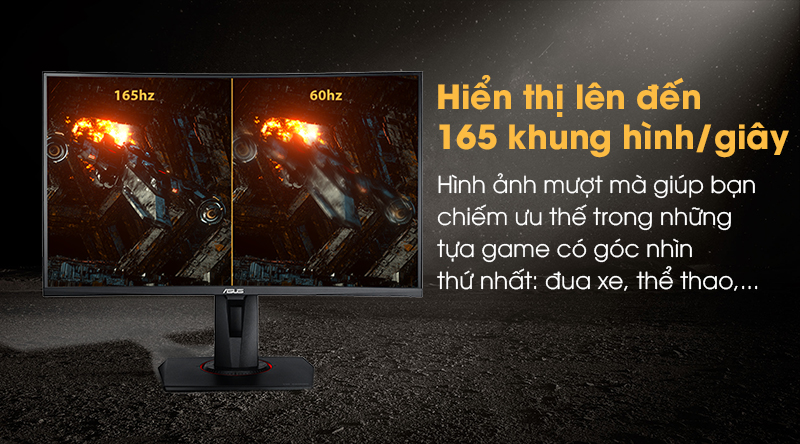 165hz
60hz
ASUS
Hiển thị lên đến
165 khung hình/giây
Hình ảnh mượt mà giúp bạn
chiếm ưu thế trong những
tựa game có góc nhìn
thứ nhất: đua xe, thể thao,...